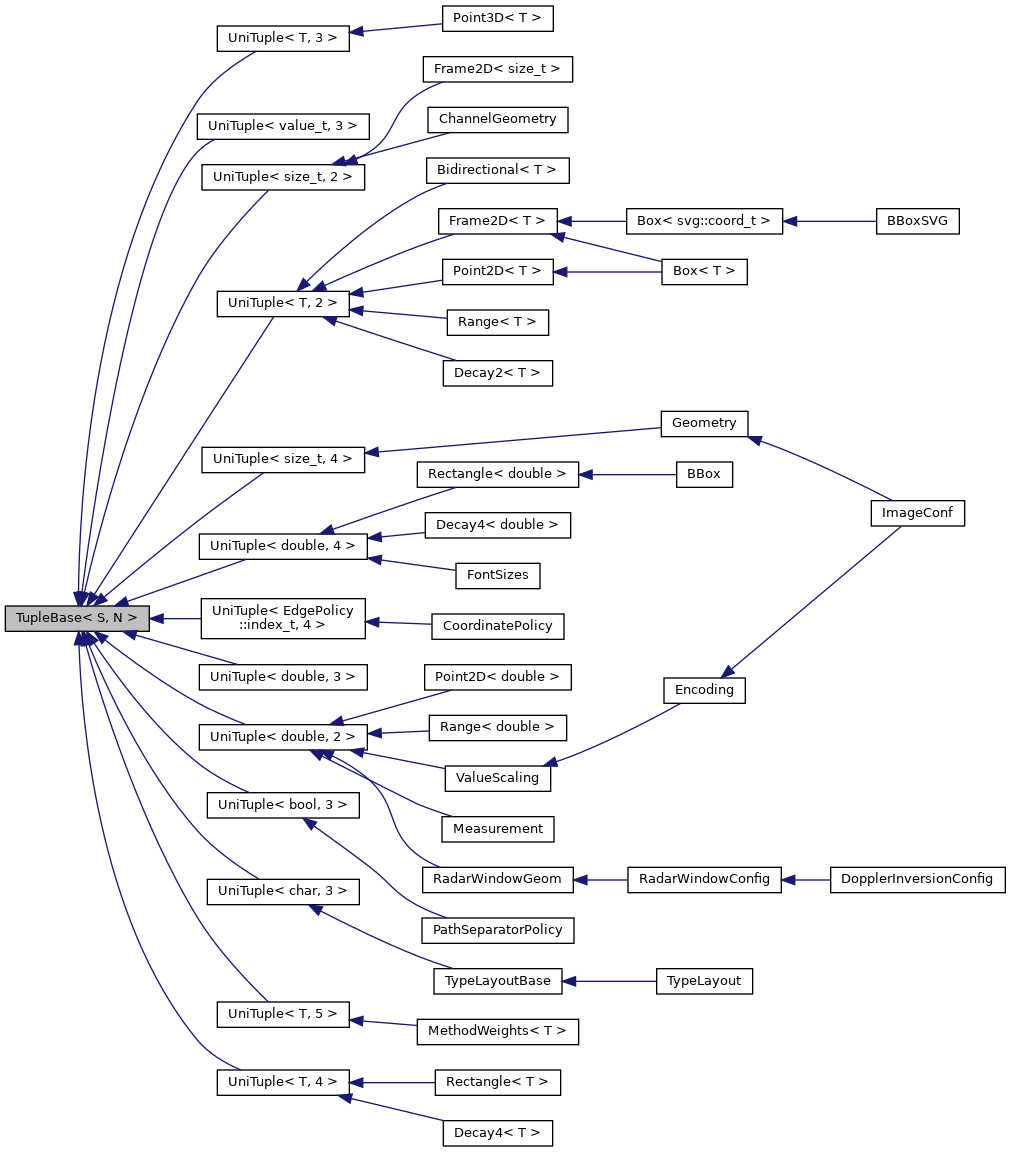 Point3D< T >
UniTuple< T, 3 >
Frame2D< size_t >
ChannelGeometry
UniTuple< value_t, 3 >
Bidirectional< T >
UniTuple< size_t, 2 >
Frame2D< T >
Box< svg::coord_t >
BBoxSVG
Point2D< T >
Box< T >
UniTuple< T, 2 >
Range< T >
Decay2< T >
Geometry
UniTuple< size_t, 4 >
Rectangle< double >
BBox
ImageConf
Decay4< double >
UniTuple< double, 4 >
FontSizes
TupleBase< S, N >
UniTuple< EdgePolicy
::index_t, 4 >
CoordinatePolicy
UniTuple< double, 3 >
Point2D< double >
Encoding
Range< double >
UniTuple< double, 2 >
ValueScaling
UniTuple< bool, 3 >
Measurement
RadarWindowGeom
RadarWindowConfig
DopplerInversionConfig
UniTuple< char, 3 >
PathSeparatorPolicy
TypeLayoutBase
TypeLayout
UniTuple< T, 5 >
MethodWeights< T >
UniTuple< T, 4 >
Rectangle< T >
Decay4< T >